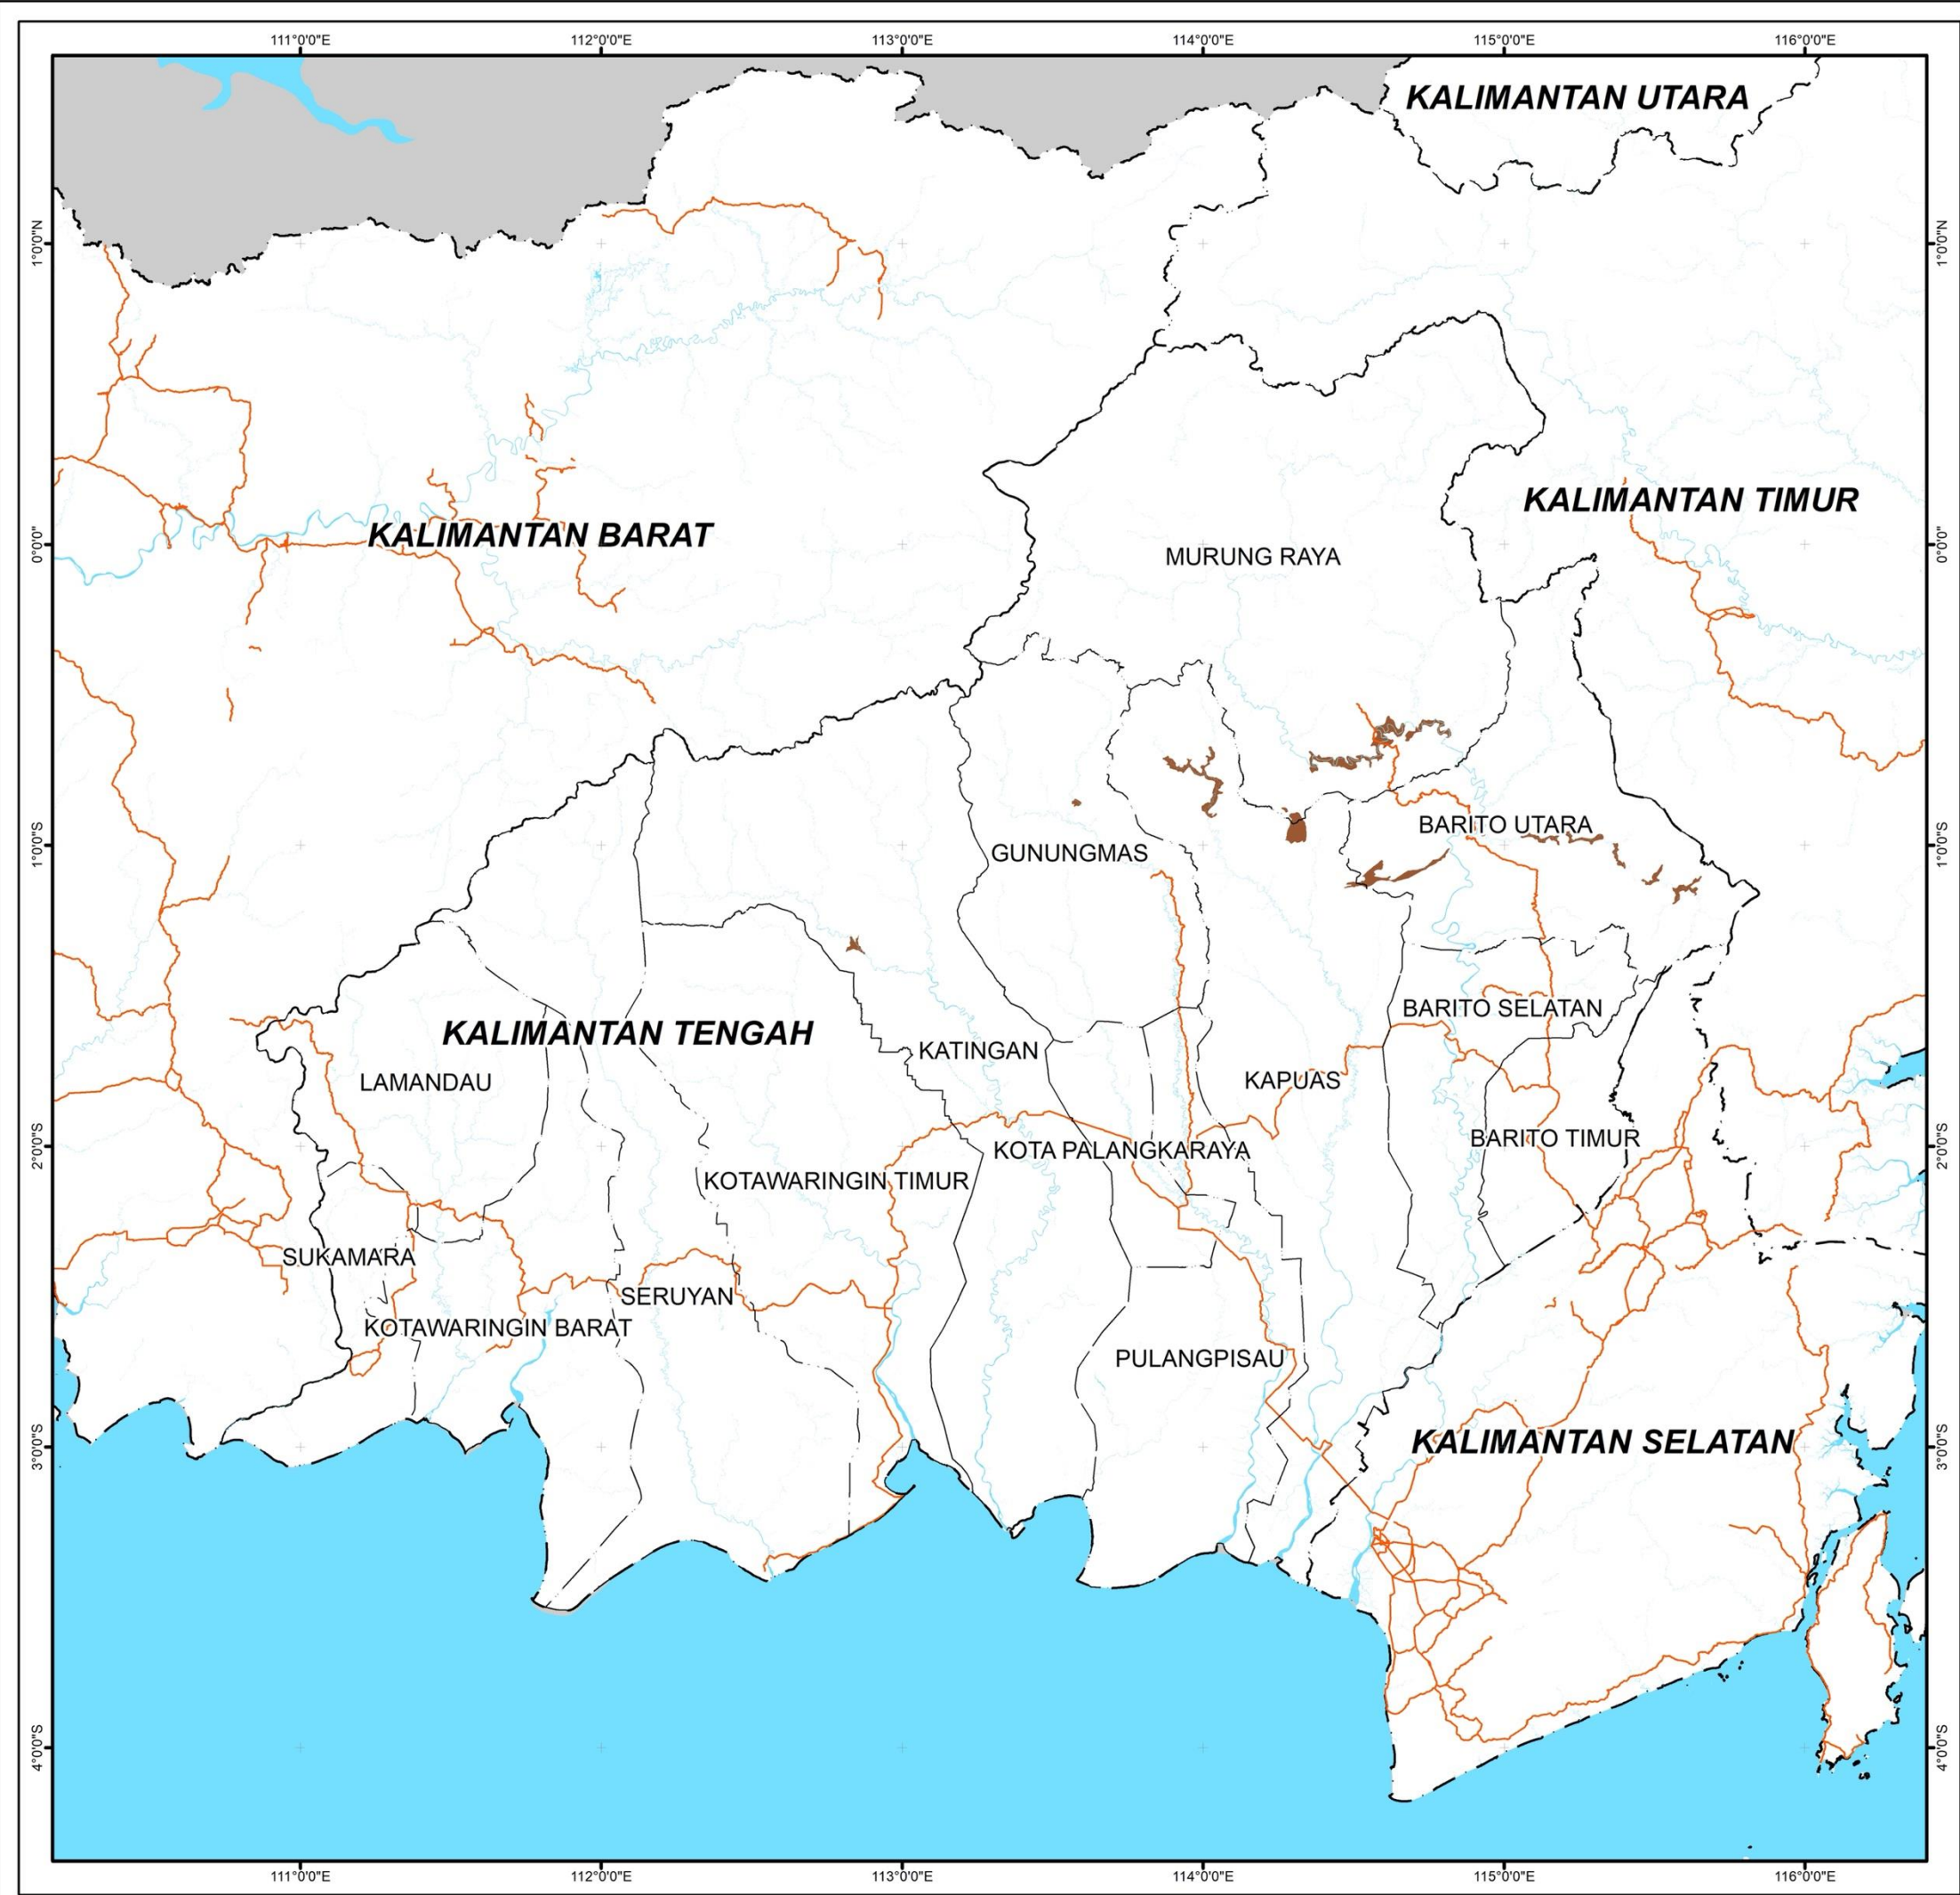 111°0'0"E
112°0'0"E
113°0'0"E
114°0'0"E
115°0'0"E
116°0'0"E
KALIMANTAN UTARA
1°0'0"N
1°0'0"N
KALIMANTAN TIMUR
KALIMANTAN BARAT
0°0'0"
0°0'0"
MURUNG RAYA
BARITO UTARA
1°0'0"S
1°0'0"S
GUNUNGMAS
BARITO SELATAN
KALIMANTAN TENGAH
KATINGAN
LAMANDAU
KAPUAS
BARITO TIMUR
2°0'0"S
2°0'0"S
KOTA PALANGKARAYA
KOTAWARINGIN TIMUR
SUKAMARA
SERUYAN
KOTAWARINGIN BARAT
PULANGPISAU
KALIMANTAN SELATAN
3°0'0"S
3°0'0"S
4°0'0"S
4°0'0"S
111°0'0"E
112°0'0"E
113°0'0"E
114°0'0"E
115°0'0"E
116°0'0"E